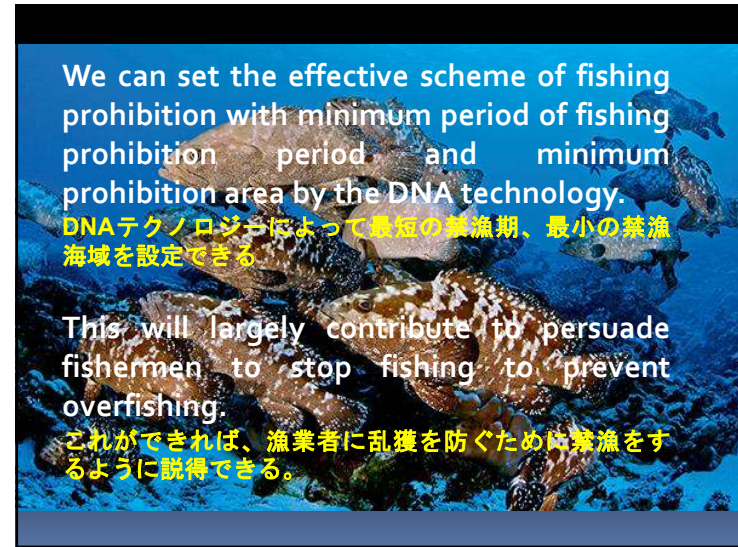 We can set the effective scheme of fishing
prohibition with minimum period of fishing
prohibition period and minimum
prohibition area by the DNA technology.
DNAテクノロジーによって最短の禁漁期、最小の禁漁
海域を設定できる
This will largely contribute to persuade
fishermen to stop fishing to prevent
overfishing.
これができれば、漁業者に乱獲を防ぐために禁漁をす
るように説得できる。